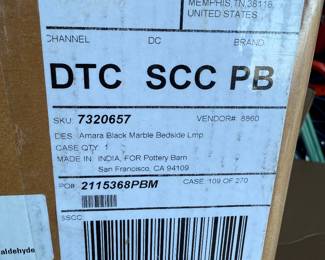 MEMPHIS, TN, 38118,
UNITED STATES
CHANNEL DC BRAND
DTC SCC PB
SKU: 7320657 VENDOR#: 8860
DES: Amara Black Marble Bedside Lmp
CASE QTY: 1
MADE IN: INDIA, FOR Pottery Barn
San Francisco, CA 94109
PO#: 2115368PBM CASE: 109 OF 270
SSCC
aldehyde